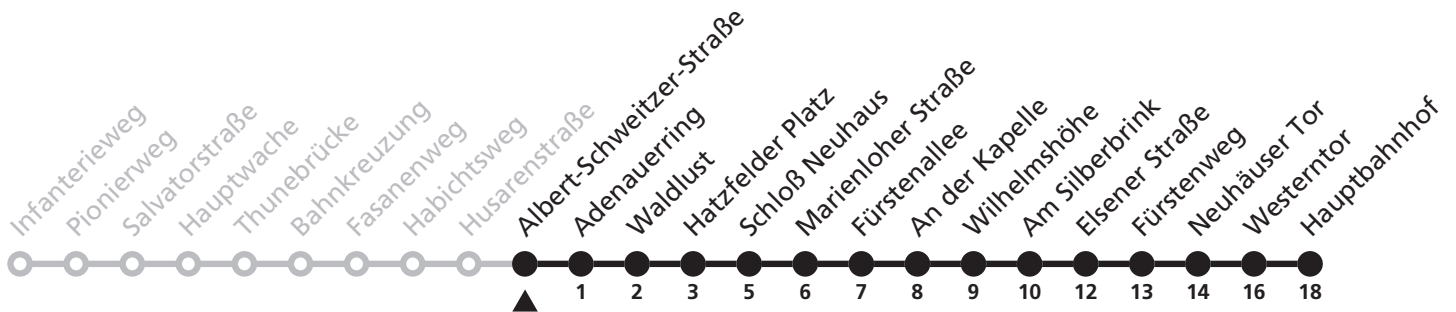 Infanterieweg
Pionierweg
Salvatorstraße
Hauptwache
Thunebrücke
Bahnkreuzung
Fasanenweg
Habichtsweg
Husarenstraße
Albert-Schweitzer-Straße
Adenauerring
Waldlust
Hatzfelder Platz
Schloß Neuhaus
Marienloher Straße
Fürstenallee
An der Kapelle
Wilhelmshöhe
Am Silberbrink
Elsener Straße
Fürstenweg
Neuhäuser Tor
Westerntor
Hauptbahnhof
1 2 3 5 6 7 8 9 10 12 13 14 16 18